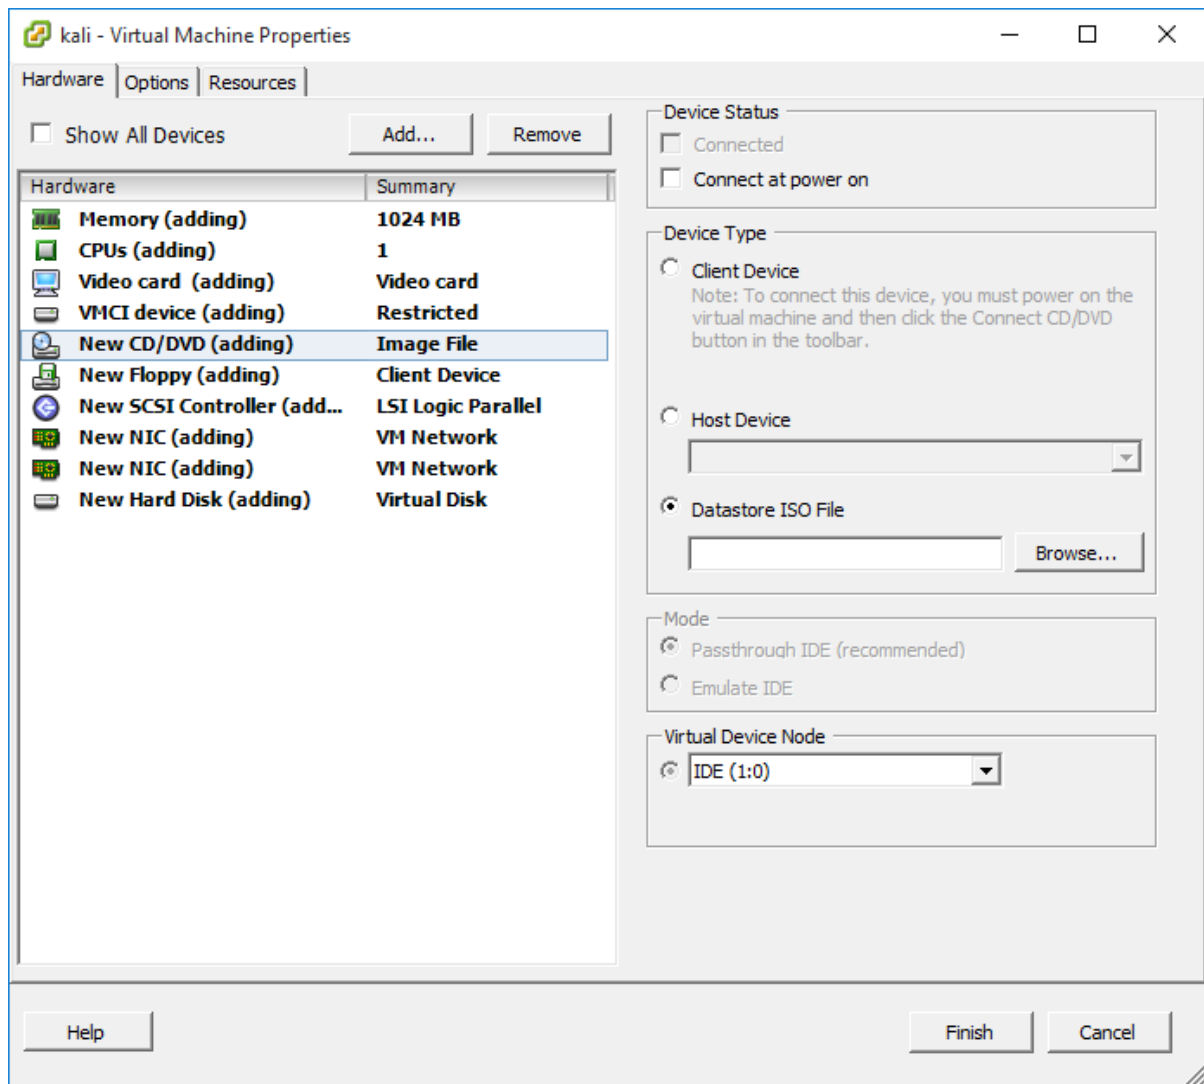 kali - Virtual Machine Properties
Hardware Options Resources
Show All Devices Add... Remove
Hardware Summary
Memory (adding) 1024 MB
CPUs (adding) 1
Video card (adding) Video card
VMCI device (adding) Restricted
New CD/DVD (adding) Image File
New Floppy (adding) Client Device
New SCSI Controller (add... LSI Logic Parallel
New NIC (adding) VM Network
New NIC (adding) VM Network
New Hard Disk (adding) Virtual Disk
Device Status
Connected
Connect at power on
Device Type
Client Device
Note: To connect this device, you must power on the
virtual machine and then click the Connect CD/DVD
button in the toolbar.
Host Device
Datastore ISO File
Browse...
Mode
Passthrough IDE (recommended)
Emulate IDE
Virtual Device Node
IDE (1:0)
Help Finish Cancel